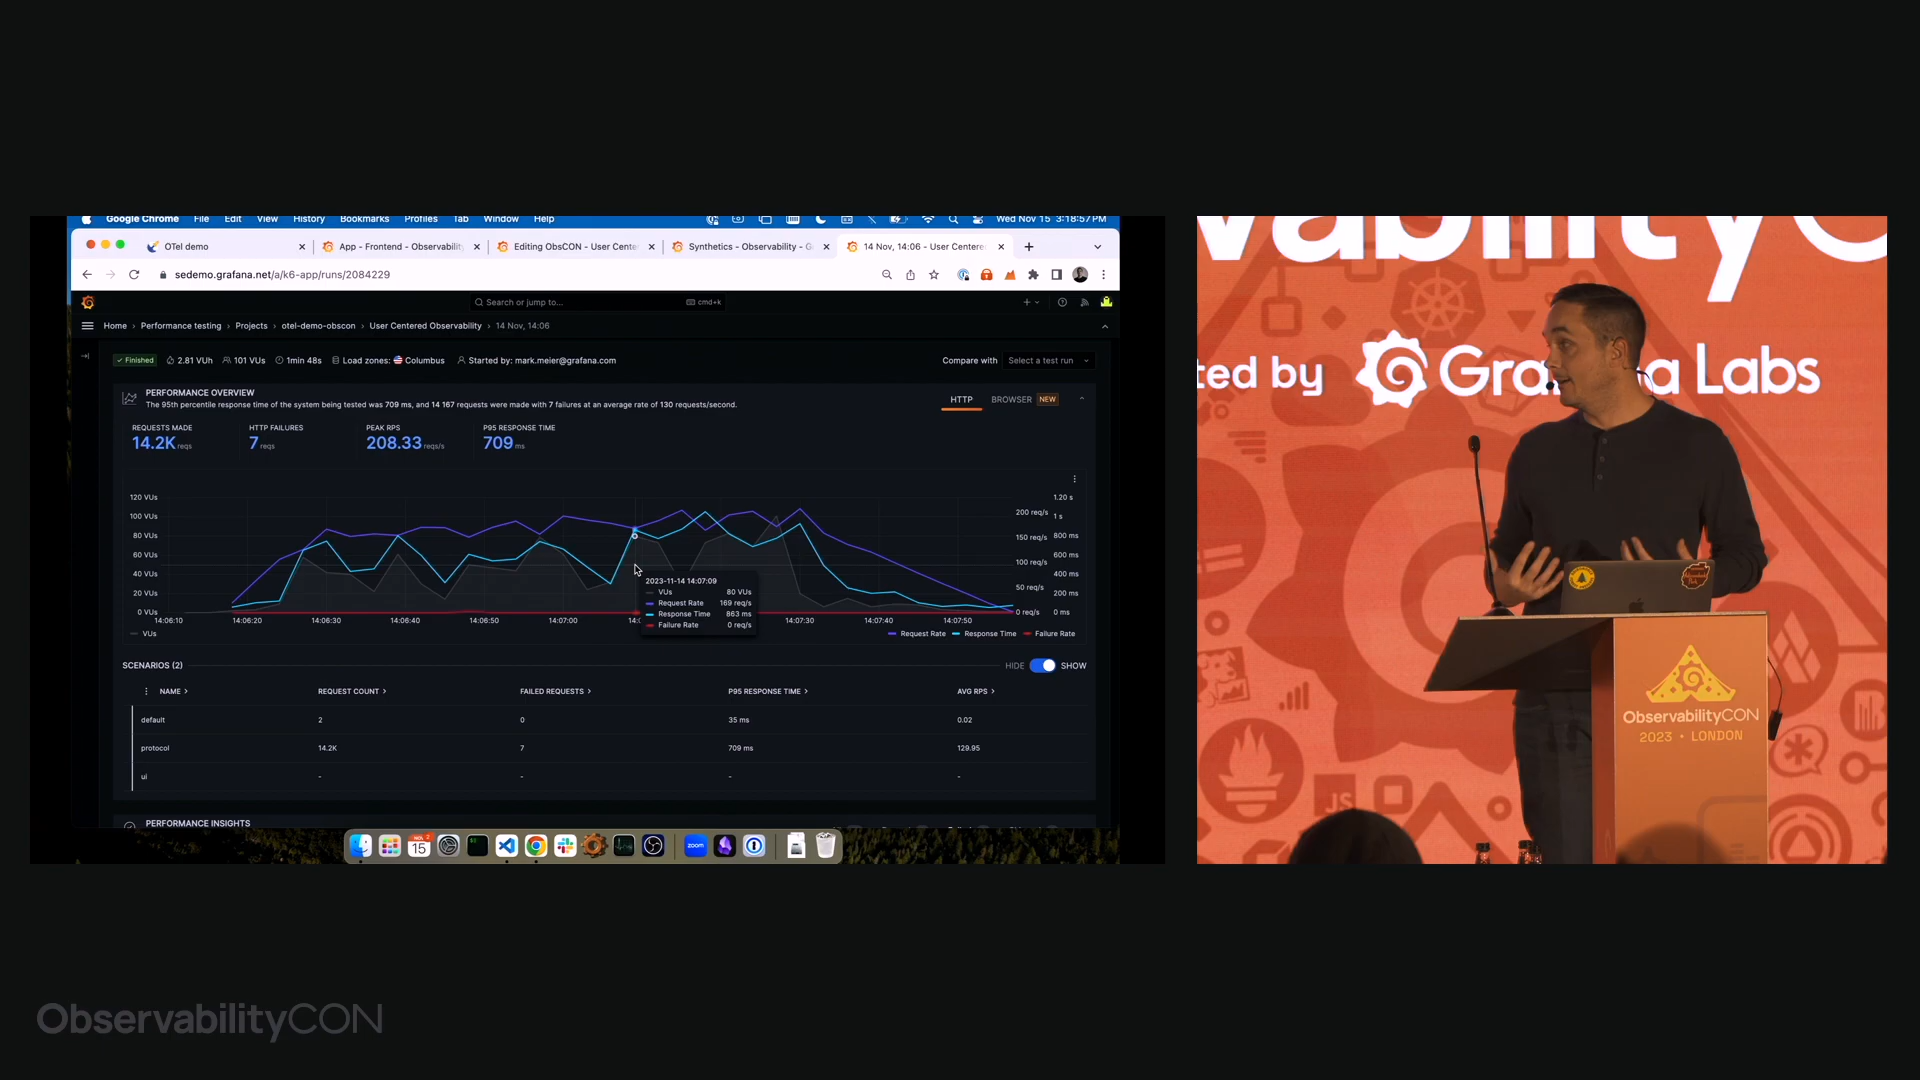 Google Chrome File Edit View History Bookmarks Profiles Tab Window Help Wed Nov 15 3:18:57 PM
OTel demo
App - Frontend - Observability
Editing ObsCON - User Cente
Synthetics - Observability - G
14 Nov, 14:06 - User Centere
sedemo.grafana.net/a/k6-app/runs/2084229
Search or jump to... cmd+k
Home › Performance testing › Projects › otel-demo-obscon › User Centered Observability › 14 Nov, 14:06
Finished 2.81 VUh 101 VUs 1min 48s Load zones: Columbus Started by: mark.meier@grafana.com Compare with Select a test run
PERFORMANCE OVERVIEW
The 95th percentile response time of the system being tested was 709 ms, and 14 167 requests were made with 7 failures at an average rate of 130 requests/second.
HTTP BROWSER NEW
REQUESTS MADE HTTP FAILURES PEAK RPS P95 RESPONSE TIME
14.2K reqs 7 reqs 208.33 reqs/s 709 ms
120 VUs 1.20 s
100 VUs 200 req/s 1 s
80 VUs 150 req/s 800 ms
60 VUs 100 req/s 600 ms
40 VUs 400 ms
20 VUs 50 req/s 200 ms
0 VUs 0 req/s 0 ms
2023-11-14 14:07:09
VUs 80 VUs
Request Rate 169 req/s
Response Time 863 ms
Failure Rate 0 req/s
14:06:10 14:06:20 14:06:30 14:06:40 14:06:50 14:07:00 14:07:30 14:07:40 14:07:50
VUs Request Rate Response Time Failure Rate
SCENARIOS (2) HIDE SHOW
NAME › REQUEST COUNT › FAILED REQUESTS › P95 RESPONSE TIME › AVG RPS ›
default 2 0 35 ms 0.02
protocol 14.2K 7 709 ms 129.95
ui - - - -
PERFORMANCE INSIGHTS
15
zoom
vabilityC
ted by Gra a Labs
JS
ObservabilityCON
2023 • LONDON
ObservabilityCON